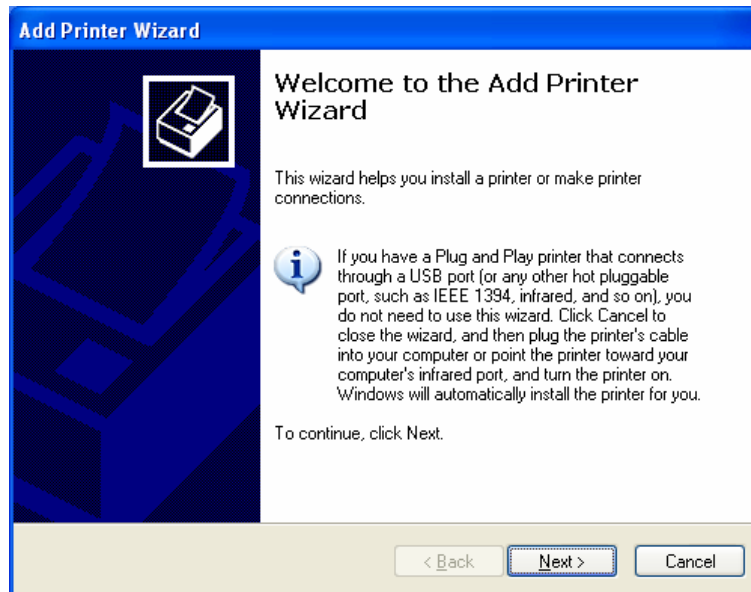 Add Printer Wizard
Welcome to the Add Printer
Wizard
This wizard helps you install a printer or make printer
connections.
If you have a Plug and Play printer that connects
through a USB port (or any other hot pluggable
port, such as IEEE 1394, infrared, and so on), you
do not need to use this wizard. Click Cancel to
close the wizard, and then plug the printer's cable
into your computer or point the printer toward your
computer's infrared port, and turn the printer on.
Windows will automatically install the printer for you.
To continue, click Next.
< Back Next > Cancel